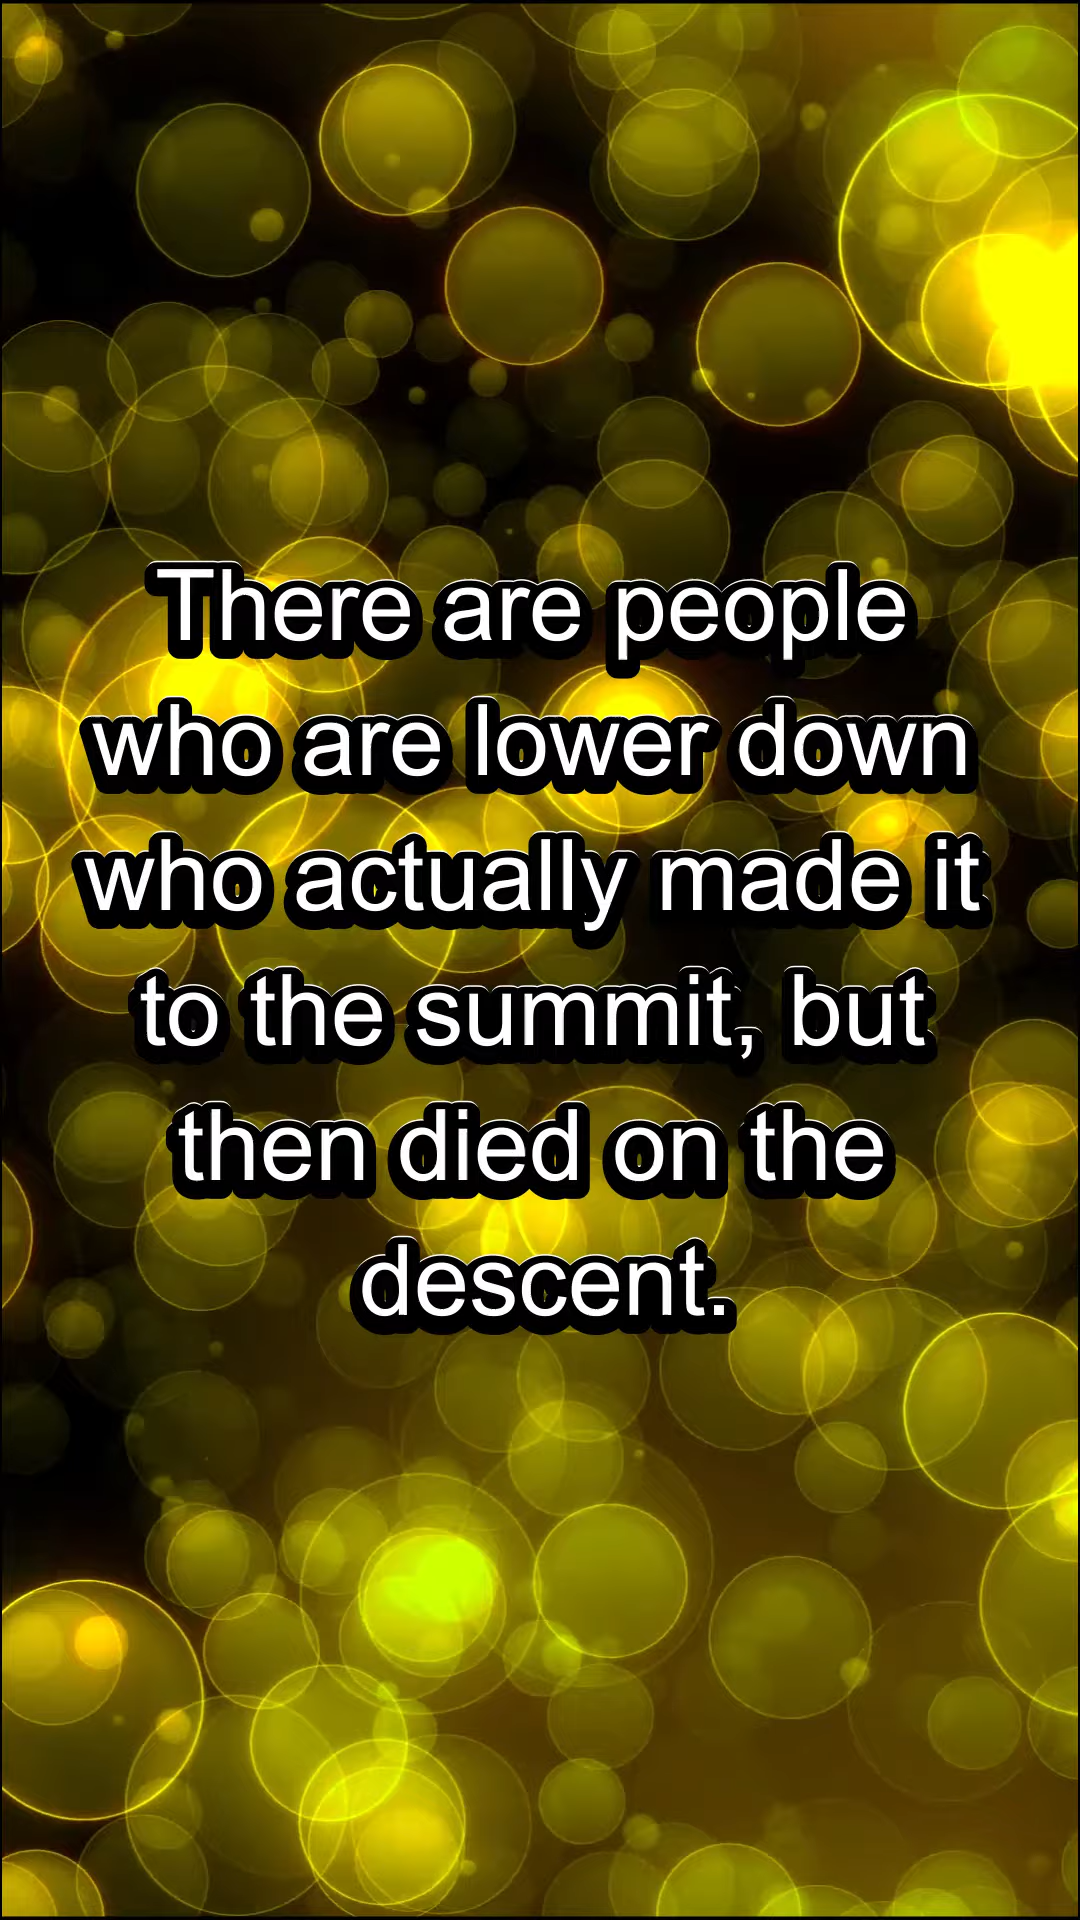 There are people
who are lower down
who actually made it
to the summit, but
then died on the
descent.